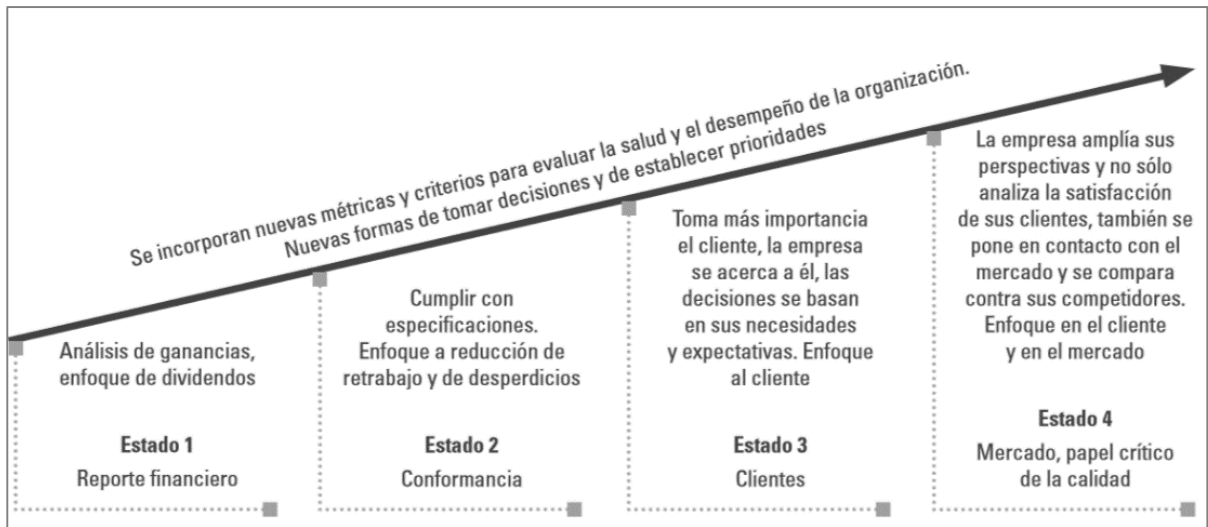 Se incorporan nuevas métricas y criterios para evaluar la salud y el desempeño de la organización.
Nuevas formas de tomar decisiones y de establecer prioridades
Análisis de ganancias,
enfoque de dividendos
Estado 1
Reporte financiero
Cumplir con
especificaciones.
Enfoque a reducción de
retrabajo y de desperdicios
Estado 2
Conformancia
Toma más importancia
el cliente, la empresa
se acerca a él, las
decisiones se basan
en sus necesidades
y expectativas. Enfoque
al cliente
Estado 3
Clientes
La empresa amplía sus
perspectivas y no sólo
analiza la satisfacción
de sus clientes, también se
pone en contacto con el
mercado y se compara
contra sus competidores.
Enfoque en el cliente
y en el mercado
Estado 4
Mercado, papel crítico
de la calidad